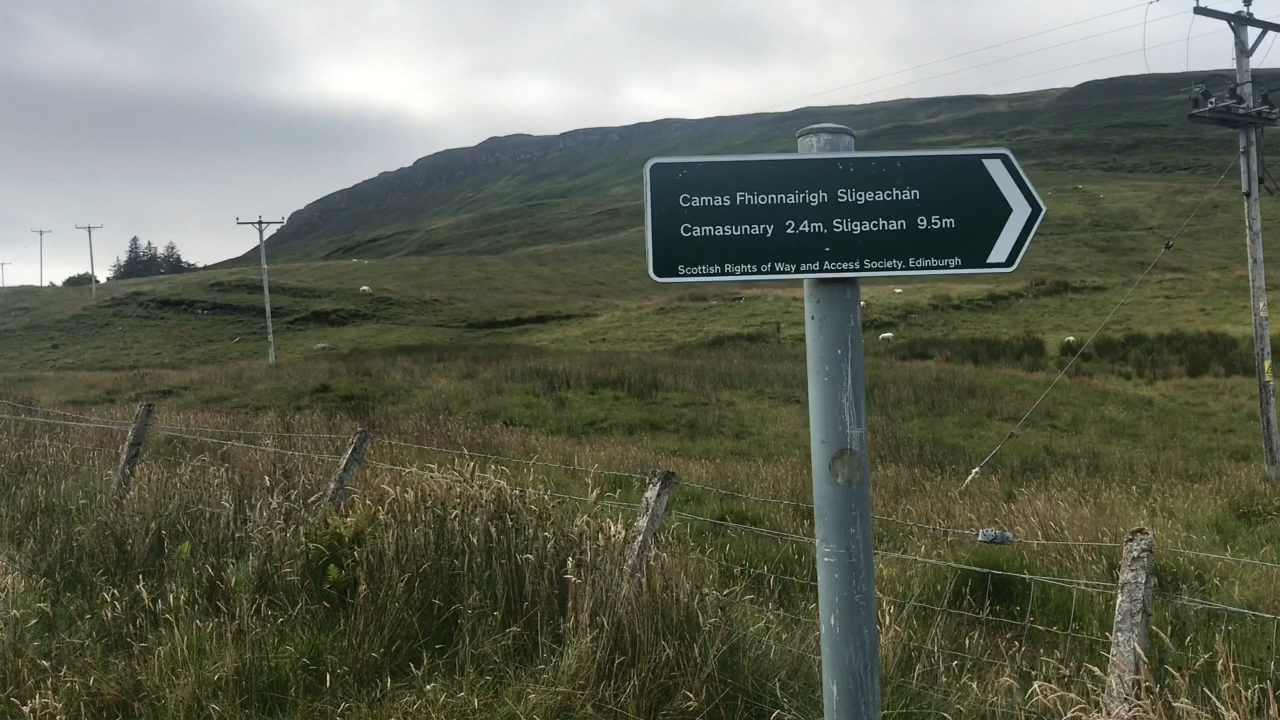 Camas Fhionnairigh Sligeachan
Camasunary 2.4m, Sligachan 9.5m
Scottish Rights of Way and Access Society, Edinburgh